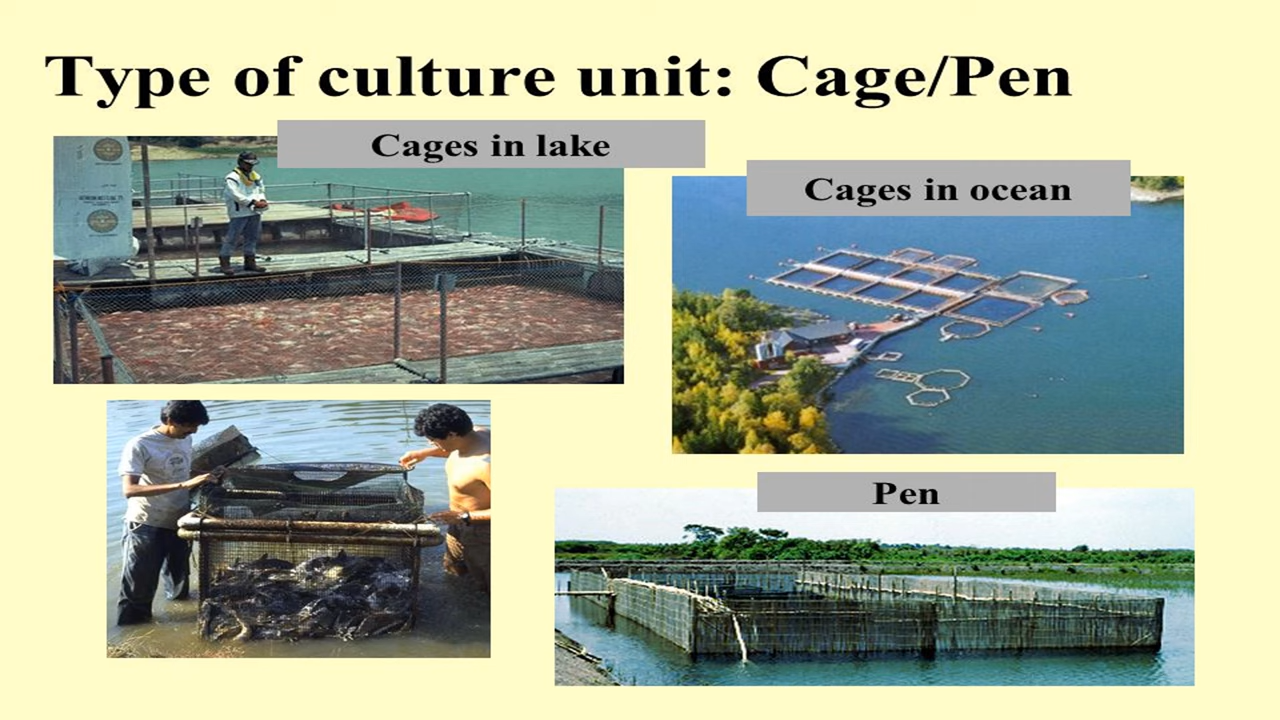 Type of culture unit: Cage/Pen
Cages in lake
Cages in ocean
Pen